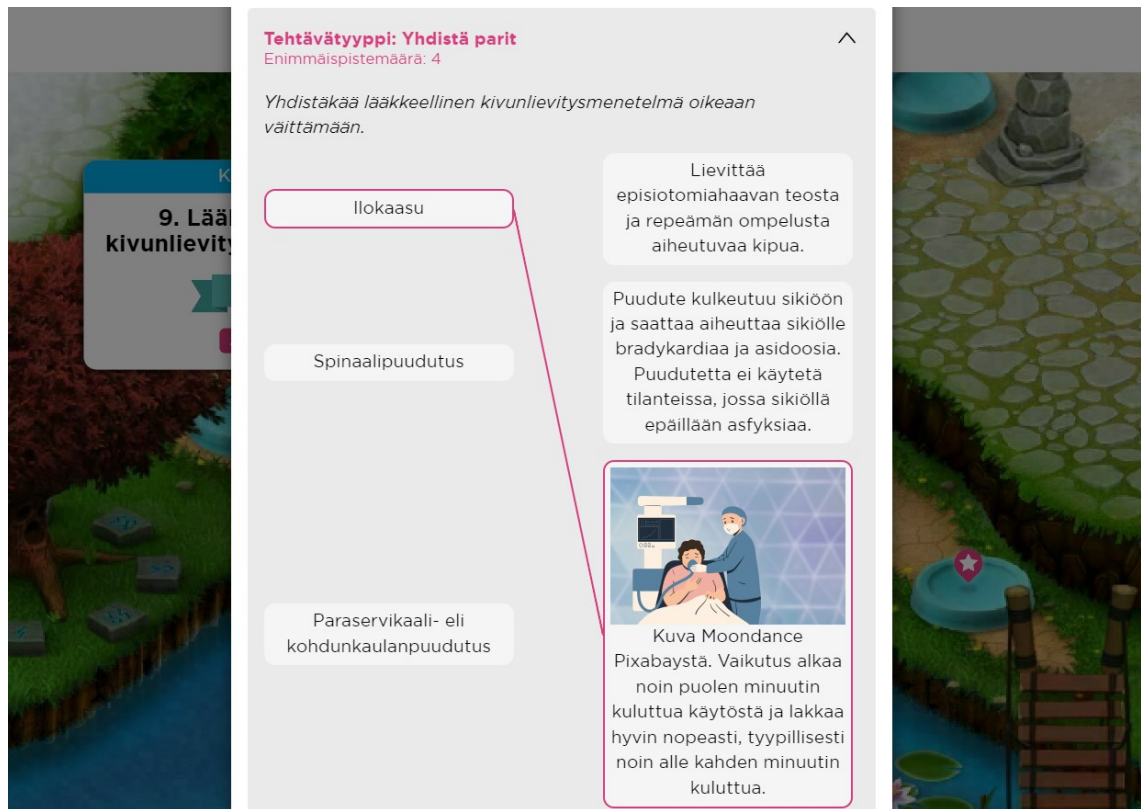 Tehtävätyyppi: Yhdistä parit
Enimmäispistemäärä: 4
Yhdistäkää lääkkeellinen kivunlievitysmenetelmä oikeaan
väittämään.
K
9. Lää
kivunlievity
Ilokaasu
Spinaalipuudutus
Paraservikaali- eli
kohdunkaulanpuudutus
Lievittää
episiotomiahaavan teosta
ja repeämän ompelusta
aiheutuvaa kipua.
Puudute kulkeutuu sikiöön
ja saattaa aiheuttaa sikiölle
bradykardiaa ja asidoosia.
Puudutetta ei käytetä
tilanteissa, jossa sikiöllä
epäillään asfyksiaa.
Kuva Moondance
Pixabaystä. Vaikutus alkaa
noin puolen minuutin
kuluttua käytöstä ja lakkaa
hyvin nopeasti, tyypillisesti
noin alle kahden minuutin
kuluttua.